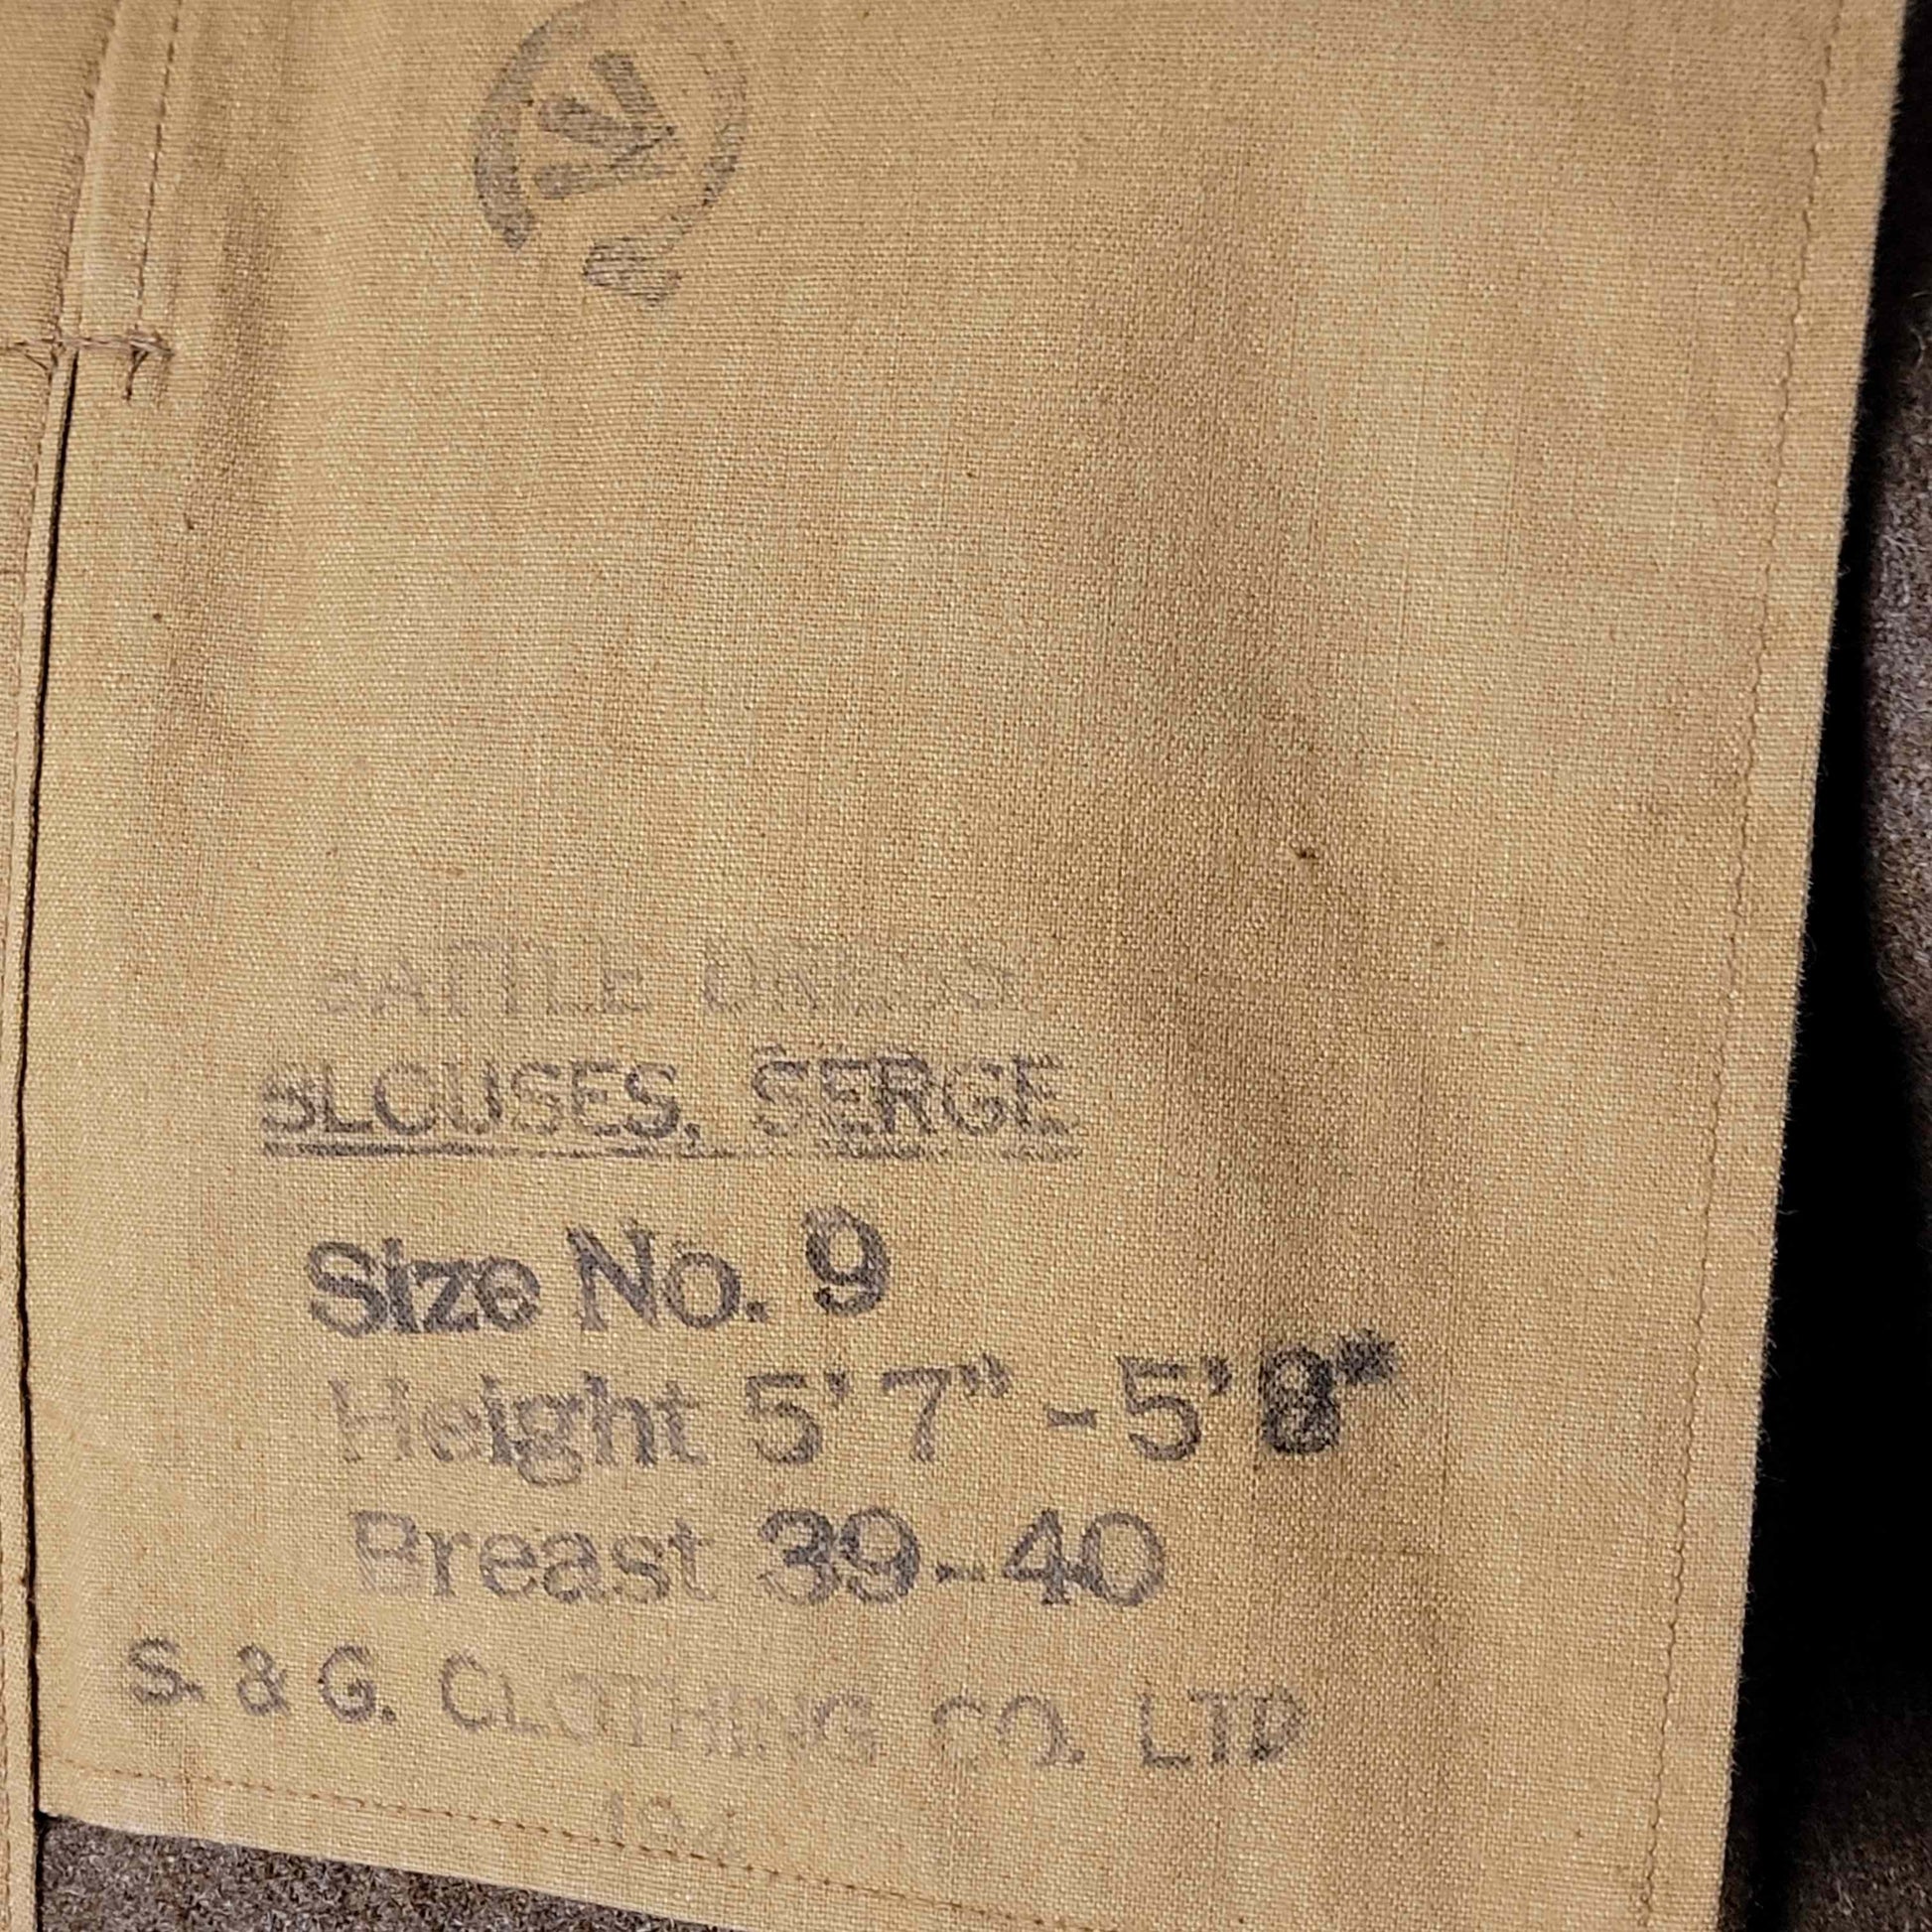 BATTLE DRESS
BLOUSES, SERGE
Size No. 9
Height 5' 7" - 5' 8"
Breast 39-40
S. & G. CLOTHING CO. LTD